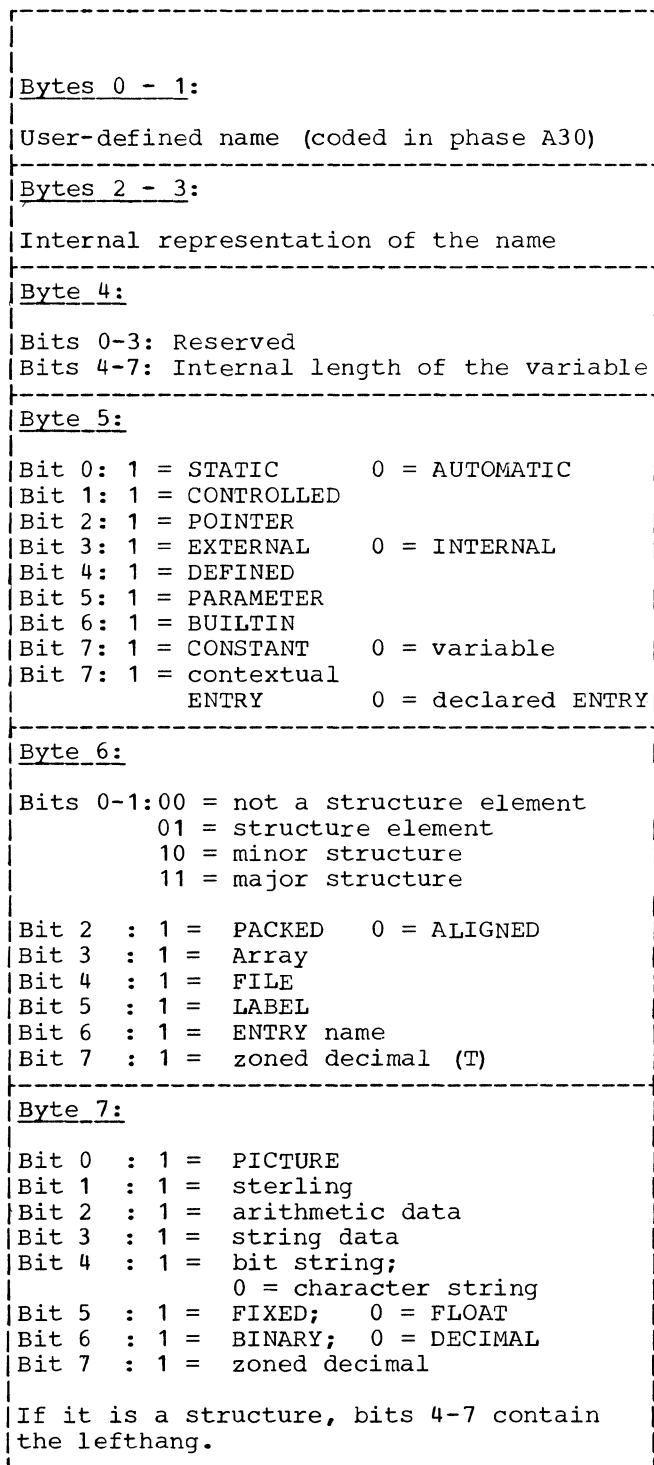 Bytes 0 - 1:
User-defined name (coded in phase A30)
Bytes 2 - 3:
Internal representation of the name
Byte 4:
Bits 0-3: Reserved
Bits 4-7: Internal length of the variable
Byte 5:
Bit 0: 1 = STATIC 0 = AUTOMATIC
Bit 1: 1 = CONTROLLED
Bit 2: 1 = POINTER
Bit 3: 1 = EXTERNAL 0 = INTERNAL
Bit 4: 1 = DEFINED
Bit 5: 1 = PARAMETER
Bit 6: 1 = BUILTIN
Bit 7: 1 = CONSTANT 0 = variable
Bit 7: 1 = contextual
ENTRY 0 = declared ENTRY
Byte 6:
Bits 0-1:00 = not a structure element
01 = structure element
10 = minor structure
11 = major structure
Bit 2 : 1 = PACKED 0 = ALIGNED
Bit 3 : 1 = Array
Bit 4 : 1 = FILE
Bit 5 : 1 = LABEL
Bit 6 : 1 = ENTRY name
Bit 7 : 1 = zoned decimal (T)
Byte 7:
Bit 0 : 1 = PICTURE
Bit 1 : 1 = sterling
Bit 2 : 1 = arithmetic data
Bit 3 : 1 = string data
Bit 4 : 1 = bit string;
0 = character string
Bit 5 : 1 = FIXED; 0 = FLOAT
Bit 6 : 1 = BINARY; 0 = DECIMAL
Bit 7 : 1 = zoned decimal
If it is a structure, bits 4-7 contain
the lefthang.